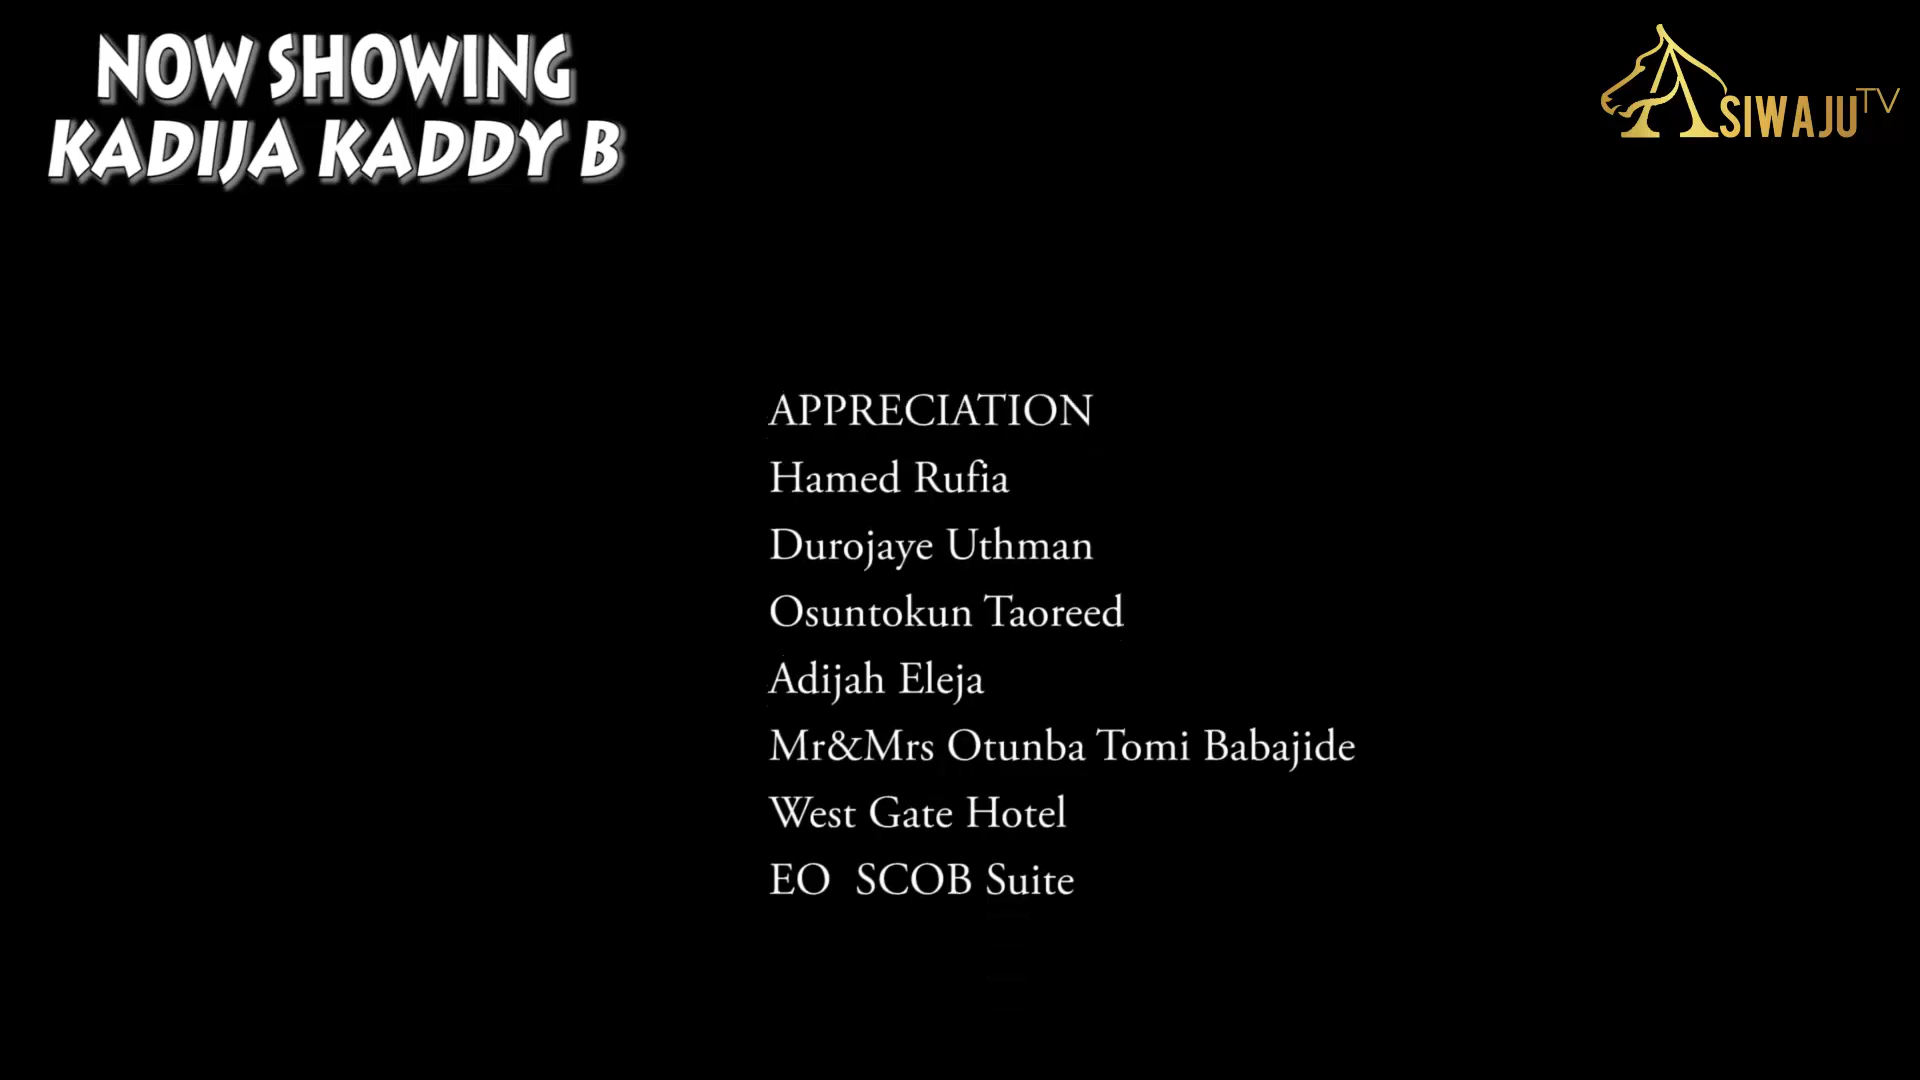 NOW SHOWING
KADIJA KADDY B
ASIWAJU TV
APPRECIATION
Hamed Rufia
Durojaye Uthman
Osuntokun Taoreed
Adijah Eleja
Mr&Mrs Otunba Tomi Babajide
West Gate Hotel
EO  SCOB Suite